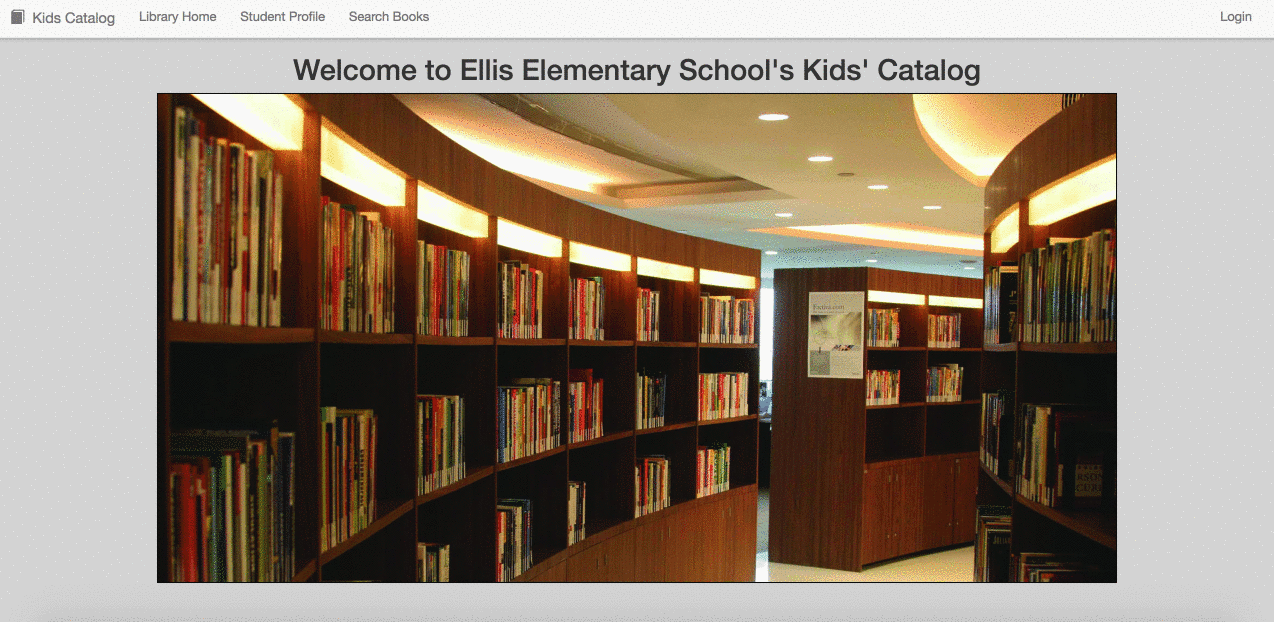 Kids Catalog Library Home Student Profile Search Books Login
Welcome to Ellis Elementary School's Kids' Catalog